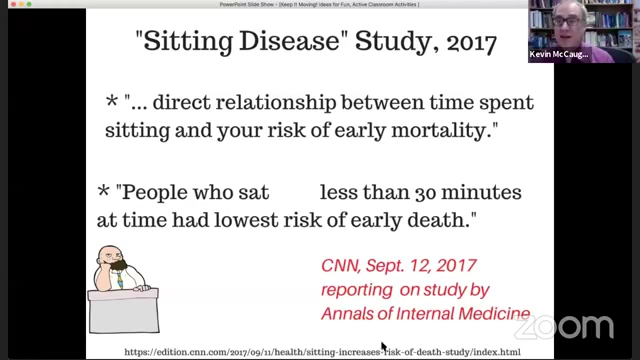 PowerPoint Slide Show - [Keep It Moving! Ideas for Fun, Active Classroom Activities ]
Kevin McCaug...
"Sitting Disease" Study, 2017
* "... direct relationship between time spent
sitting and your risk of early mortality."
* "People who sat less than 30 minutes
at time had lowest risk of early death."
CNN, Sept. 12, 2017
reporting on study by
Annals of Internal Medicine
zoom
https://edition.cnn.com/2017/09/11/health/sitting-increases-risk-of-death-study/index.html